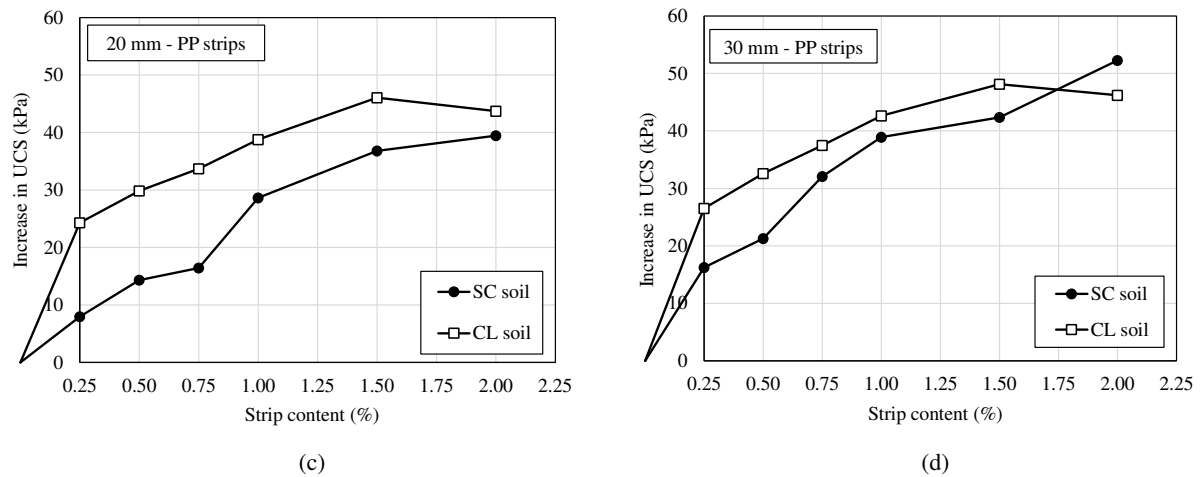 20 mm - PP strips
Increase in UCS (kPa)
60
50
40
30
20
10
0
SC soil
CL soil
0.25 0.50 0.75 1.00 1.25 1.50 1.75 2.00 2.25
Strip content (%)
(c)
30 mm - PP strips
Increase in UCS (kPa)
60
50
40
30
20
10
0
SC soil
CL soil
0.25 0.50 0.75 1.00 1.25 1.50 1.75 2.00 2.25
Strip content (%)
(d)